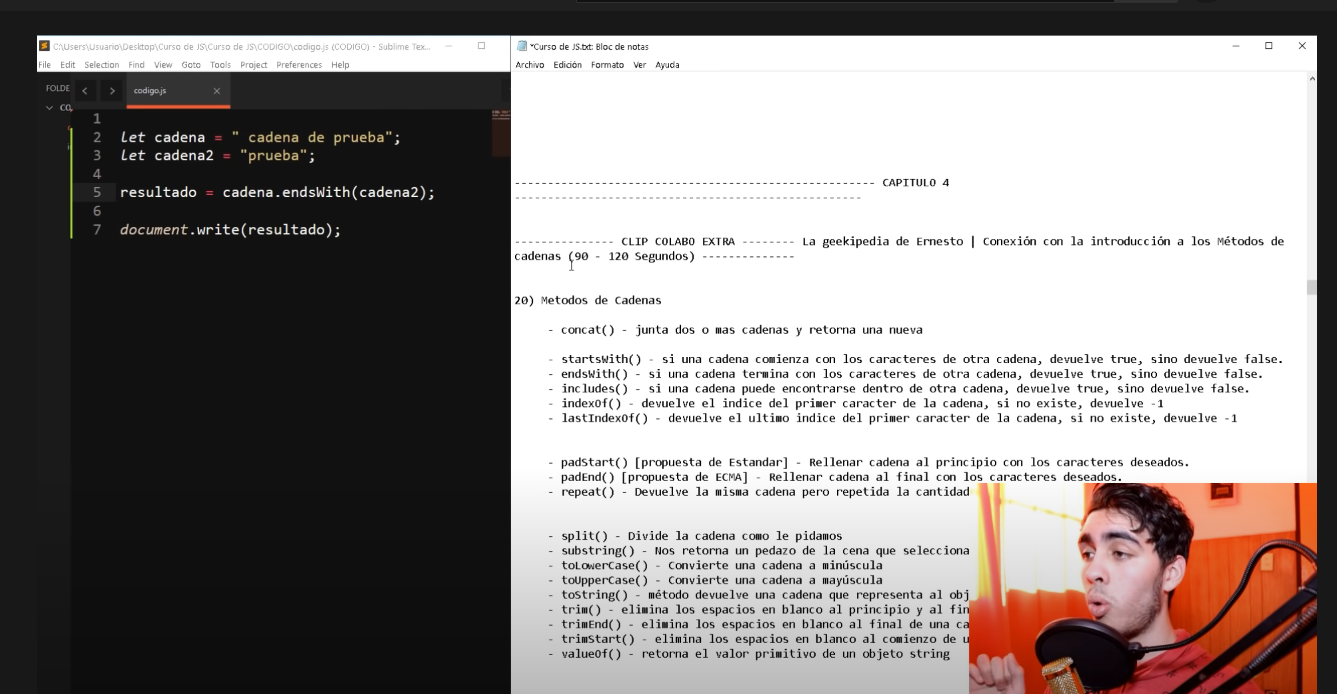 C:\Users\Usuario\Desktop\Curso de JS\Curso de JS\CODIGO\codigo.js (CODIGO) - Sublime Tex...
File Edit Selection Find View Goto Tools Project Preferences Help
FOLDE
codigo.js
1
2 let cadena = " cadena de prueba";
3 let cadena2 = "prueba";
4
5 resultado = cadena.endsWith(cadena2);
6
7 document.write(resultado);
*Curso de JS.txt: Bloc de notas
Archivo Edición Formato Ver Ayuda
------------------------------------------------------ CAPITULO 4
----------------------------------------------------
--------------- CLIP COLABO EXTRA -------- La geekipedia de Ernesto | Conexión con la introducción a los Métodos de
cadenas (90 - 120 Segundos) --------------
20) Metodos de Cadenas
- concat() - junta dos o mas cadenas y retorna una nueva
- startsWith() - si una cadena comienza con los caracteres de otra cadena, devuelve true, sino devuelve false.
- endsWith() - si una cadena termina con los caracteres de otra cadena, devuelve true, sino devuelve false.
- includes() - si una cadena puede encontrarse dentro de otra cadena, devuelve true, sino devuelve false.
- indexOf() - devuelve el indice del primer caracter de la cadena, si no existe, devuelve -1
- lastIndexOf() - devuelve el ultimo indice del primer caracter de la cadena, si no existe, devuelve -1
- padStart() [propuesta de Estandar] - Rellenar cadena al principio con los caracteres deseados.
- padEnd() [propuesta de ECMA] - Rellenar cadena al final con los caracteres deseados.
- repeat() - Devuelve la misma cadena pero repetida la cantidad
- split() - Divide la cadena como le pidamos
- substring() - Nos retorna un pedazo de la cena que selecciona
- toLowerCase() - Convierte una cadena a minúscula
- toUpperCase() - Convierte una cadena a mayúscula
- toString() - método devuelve una cadena que representa al obj
- trim() - elimina los espacios en blanco al principio y al fin
- trimEnd() - elimina los espacios en blanco al final de una ca
- trimStart() - elimina los espacios en blanco al comienzo de u
- valueOf() - retorna el valor primitivo de un objeto string